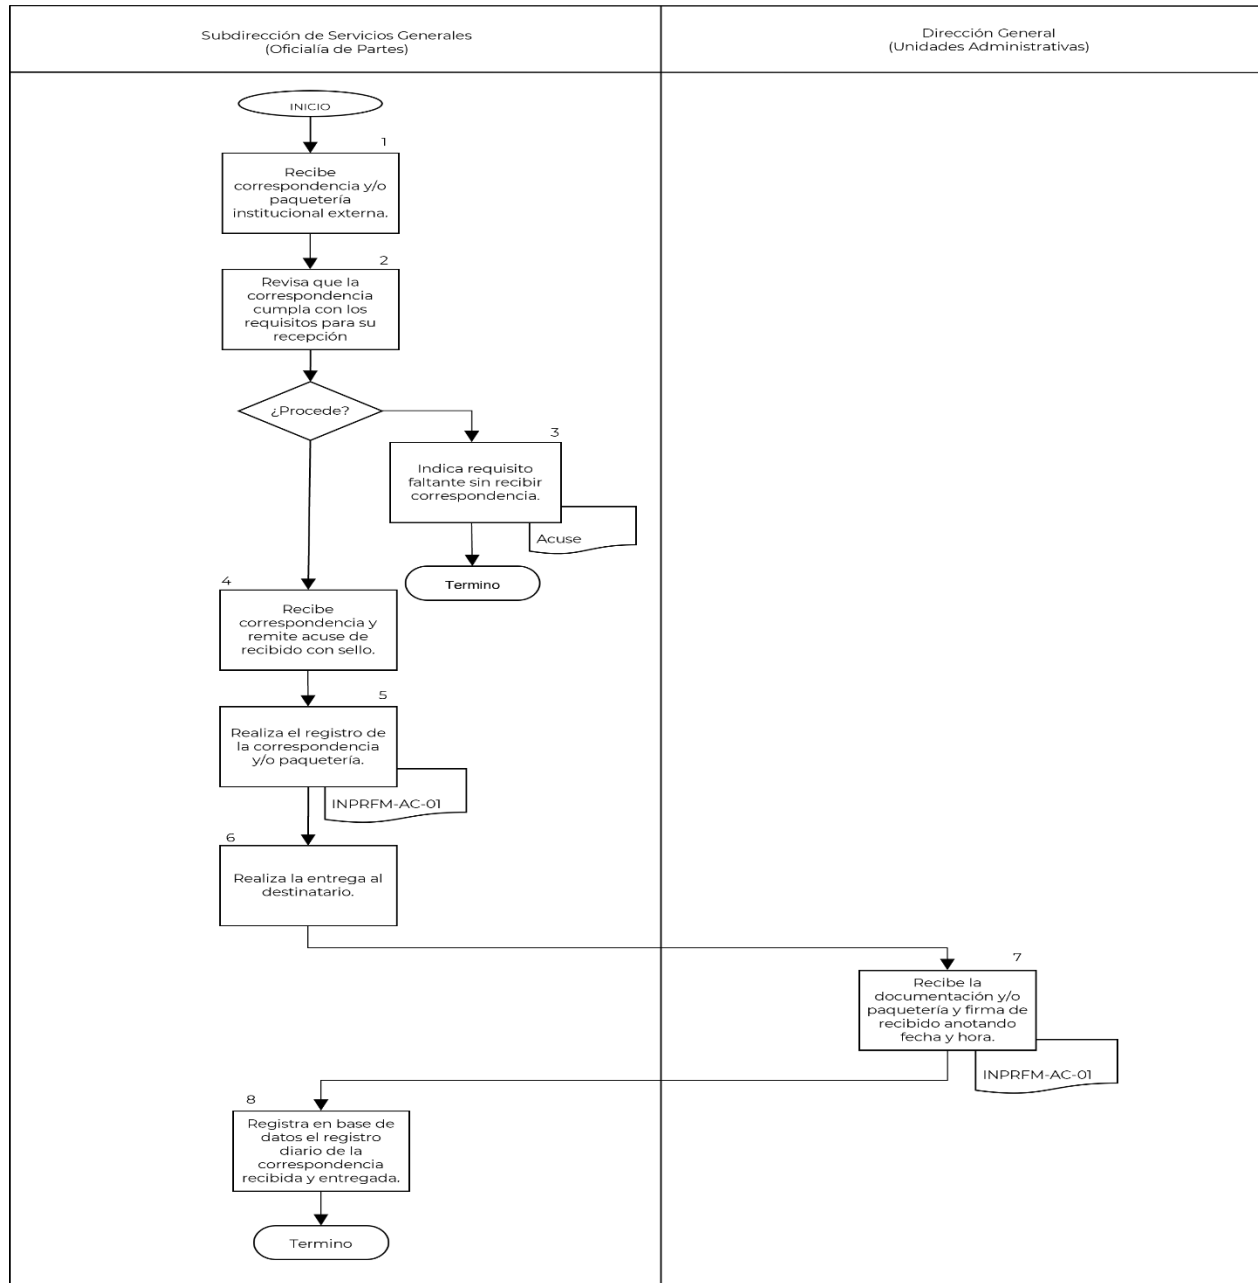 Subdirección de Servicios Generales
(Oficialía de Partes)
Dirección General
(Unidades Administrativas)
INICIO
1
Recibe
correspondencia y/o
paquetería
institucional externa.
2
Revisa que la
correspondencia
cumpla con los
requisitos para su
recepción
¿Procede?
3
Indica requisito
faltante sin recibir
correspondencia.
Acuse
Termino
4
Recibe
correspondencia y
remite acuse de
recibido con sello.
5
Realiza el registro de
la correspondencia
y/o paquetería.
INPRFM-AC-01
6
Realiza la entrega al
destinatario.
7
Recibe la
documentación y/o
paquetería y firma de
recibido anotando
fecha y hora.
INPRFM-AC-01
8
Registra en base de
datos el registro
diario de la
correspondencia
recibida y entregada.
Termino